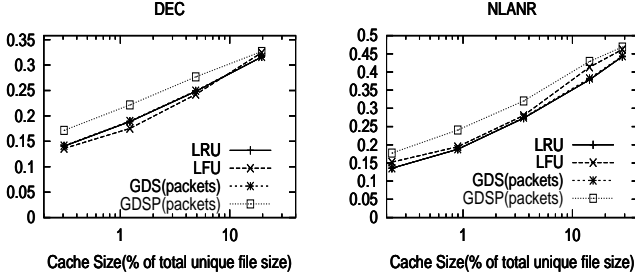 DEC
0.35
0.3
0.25
0.2
0.15
0.1
0.05
0
LRU
LFU
GDS(packets)
GDSP(packets)
1
10
Cache Size(% of total unique file size)
NLANR
0.5
0.45
0.4
0.35
0.3
0.25
0.2
0.15
0.1
0.05
0
LRU
LFU
GDS(packets)
GDSP(packets)
1
10
Cache Size(% of total unique file size)